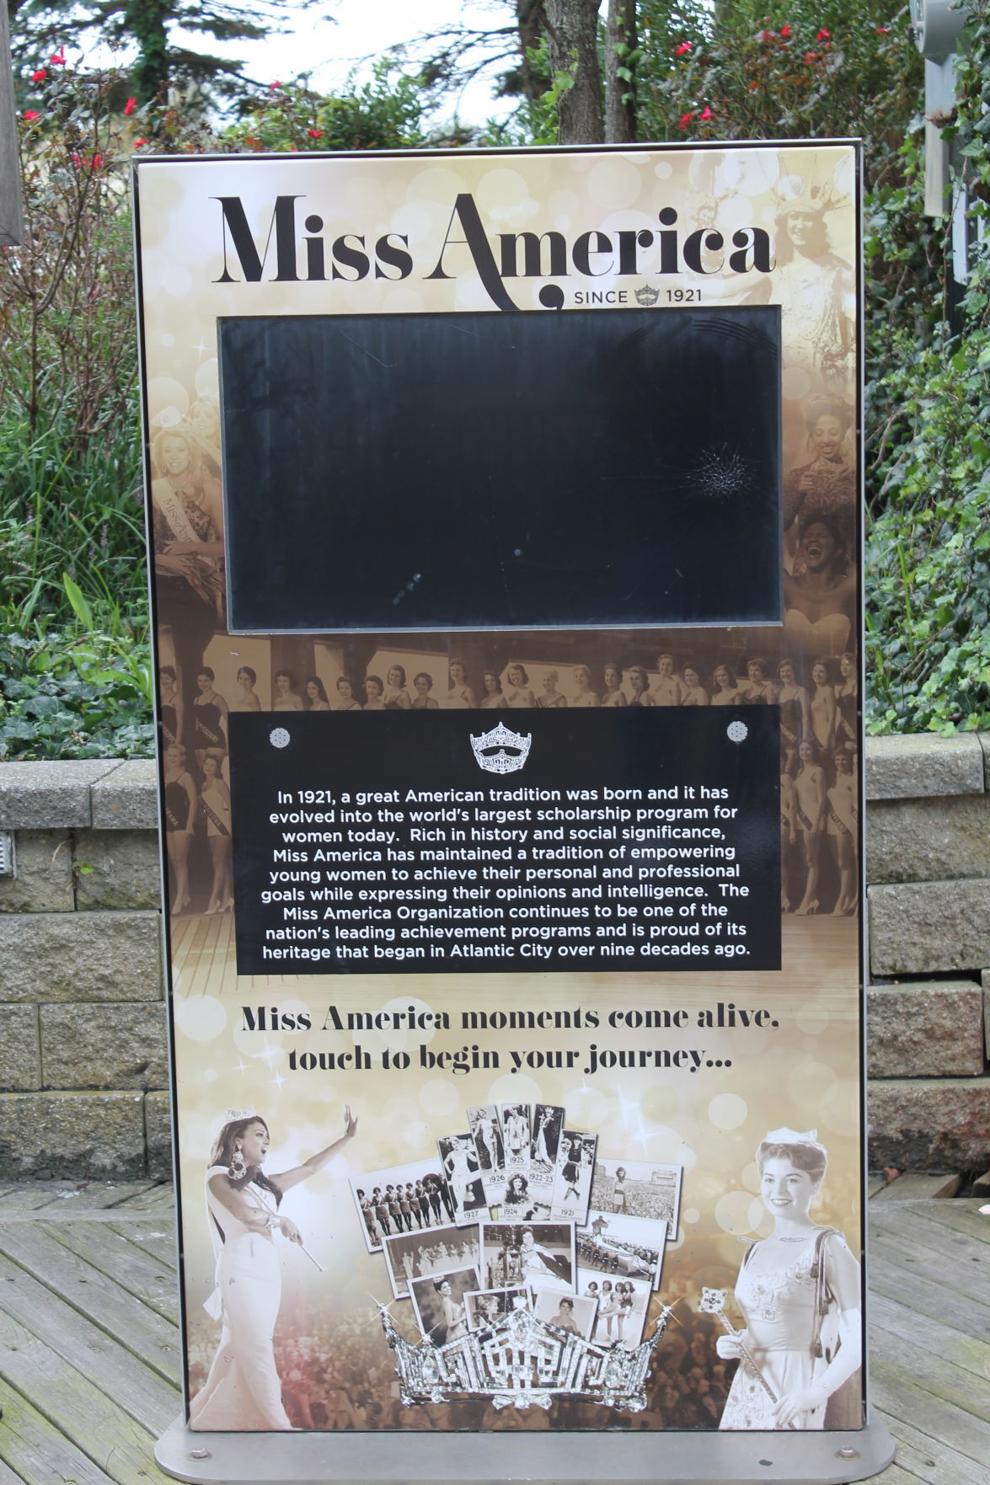 Miss America
SINCE 1921
In 1921, a great American tradition was born and it has
evolved into the world's largest scholarship program for
women today. Rich in history and social significance,
Miss America has maintained a tradition of empowering
young women to achieve their personal and professional
goals while expressing their opinions and intelligence. The
Miss America Organization continues to be one of the
nation's leading achievement programs and is proud of its
heritage that began in Atlantic City over nine decades ago.
Miss America moments come alive,
touch to begin your journey...
1925
1926 1922-23
1927 1924 1921